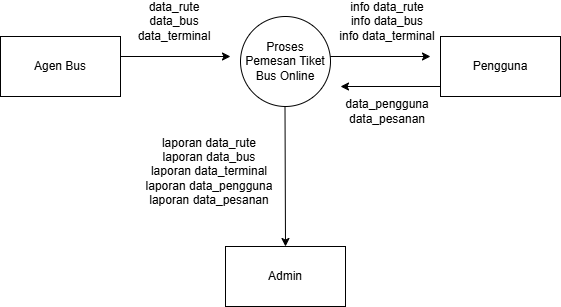 data_rute
data_bus
data_terminal
info data_rute
info data_bus
info data_terminal
Agen Bus
Proses
Pemesan Tiket
Bus Online
Pengguna
data_pengguna
data_pesanan
laporan data_rute
laporan data_bus
laporan data_terminal
laporan data_pengguna
laporan data_pesanan
Admin